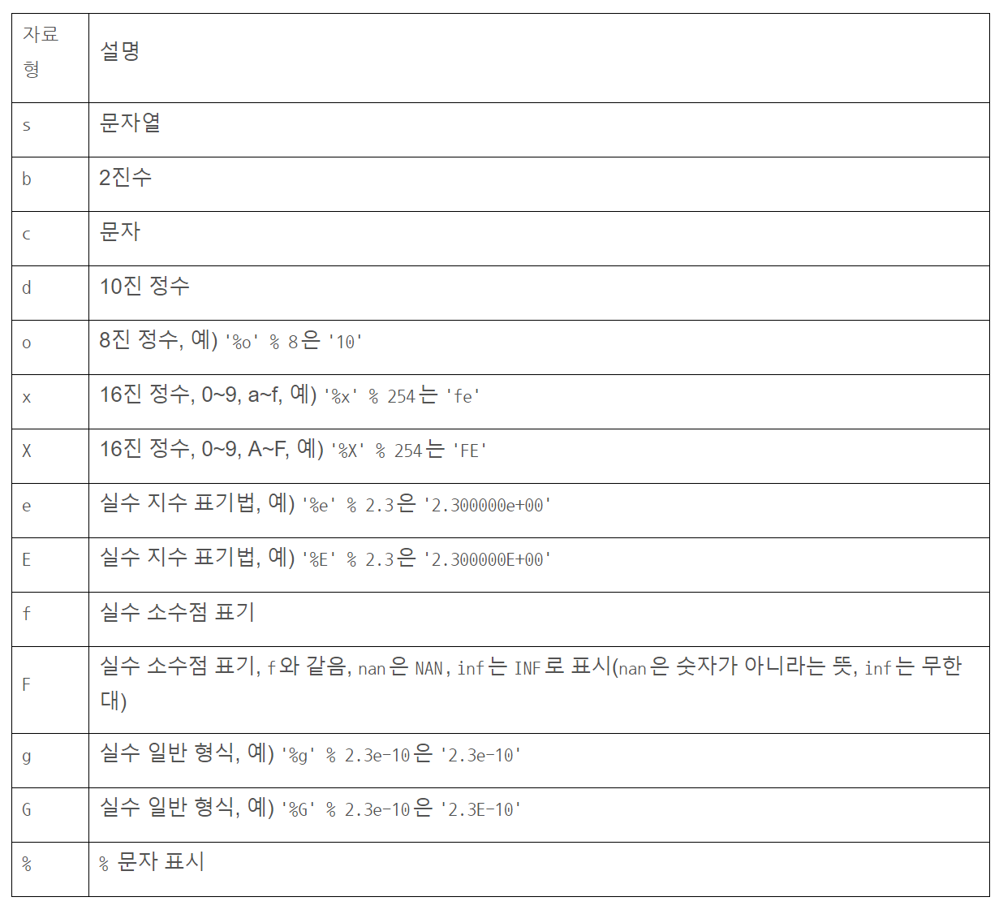 자료
형
설명
s
문자열
b
2진수
c
문자
d
10진 정수
o
8진 정수, 예) '%o' % 8은 '10'
x
16진 정수, 0~9, a~f, 예) '%x' % 254는 'fe'
X
16진 정수, 0~9, A~F, 예) '%X' % 254는 'FE'
e
실수 지수 표기법, 예) '%e' % 2.3은 '2.300000e+00'
E
실수 지수 표기법, 예) '%E' % 2.3은 '2.300000E+00'
f
실수 소수점 표기
F
실수 소수점 표기, f와 같음, nan은 NAN, inf는 INF로 표시(nan은 숫자가 아니라는 뜻, inf는 무한
대)
g
실수 일반 형식, 예) '%g' % 2.3e-10은 '2.3e-10'
G
실수 일반 형식, 예) '%G' % 2.3e-10은 '2.3E-10'
%
% 문자 표시